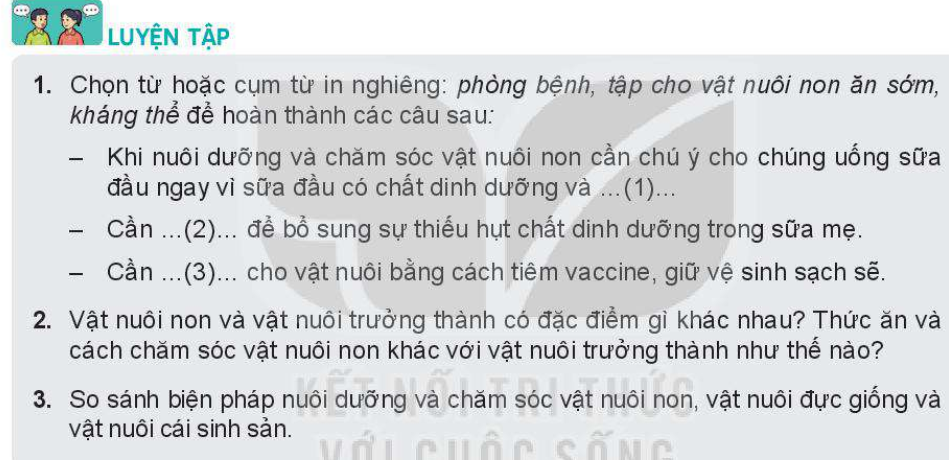 LUYỆN TẬP
1. Chọn từ hoặc cụm từ in nghiêng: phòng bệnh, tập cho vật nuôi non ăn sớm,
kháng thể để hoàn thành các câu sau:
– Khi nuôi dưỡng và chăm sóc vật nuôi non cần chú ý cho chúng uống sữa
đầu ngay vì sữa đầu có chất dinh dưỡng và ...(1)...
– Cần ...(2)... để bổ sung sự thiếu hụt chất dinh dưỡng trong sữa mẹ.
– Cần ...(3)... cho vật nuôi bằng cách tiêm vaccine, giữ vệ sinh sạch sẽ.
2. Vật nuôi non và vật nuôi trưởng thành có đặc điểm gì khác nhau? Thức ăn và
cách chăm sóc vật nuôi non khác với vật nuôi trưởng thành như thế nào?
KẾT NỐI TRI THỨC
3. So sánh biện pháp nuôi dưỡng và chăm sóc vật nuôi non, vật nuôi đực giống và
vật nuôi cái sinh sản.
VỚI CUỘC SỐNG